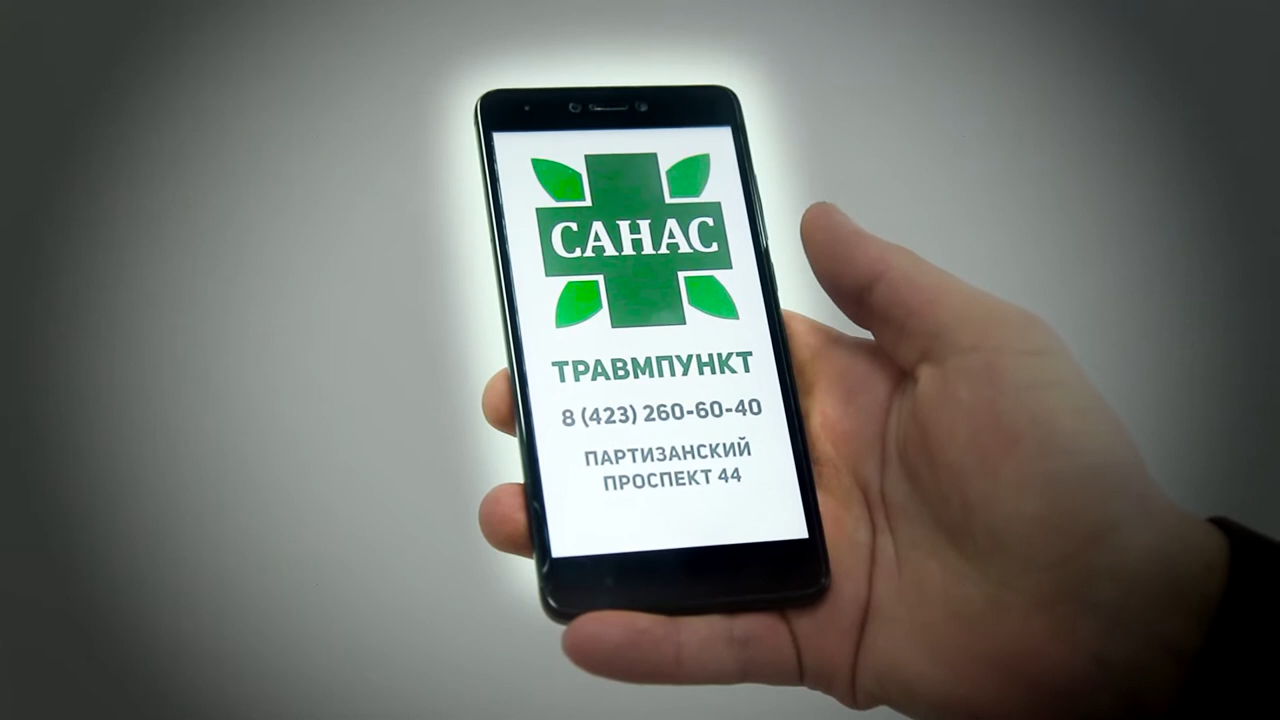 САНАС
ТРАВМПУНКТ
8 (423) 260-60-40
ПАРТИЗАНСКИЙ
ПРОСПЕКТ 44